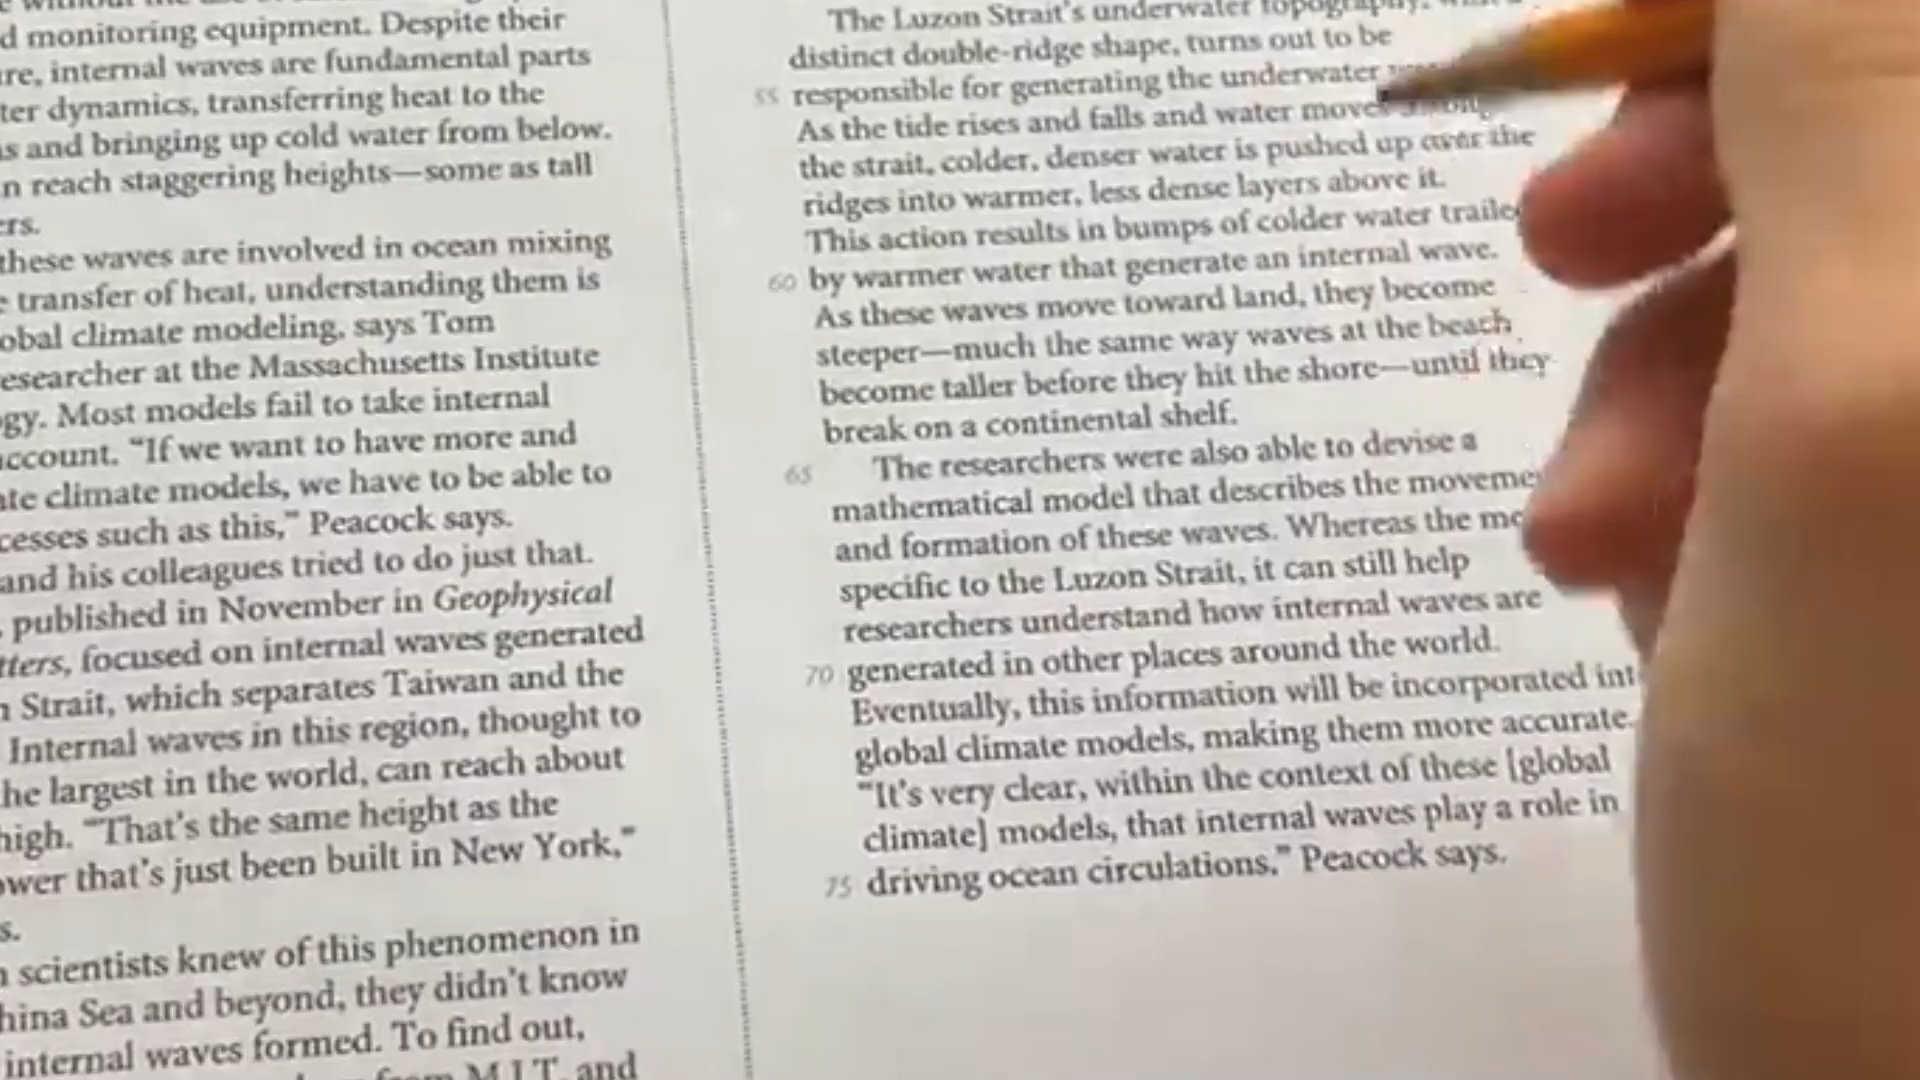 d monitoring equipment. Despite their
re, internal waves are fundamental parts
ter dynamics, transferring heat to the
s and bringing up cold water from below.
n reach staggering heights—some as tall
ers.
these waves are involved in ocean mixing
e transfer of heat, understanding them is
obal climate modeling, says Tom
esearcher at the Massachusetts Institute
gy. Most models fail to take internal
account. “If we want to have more and
ate climate models, we have to be able to
cesses such as this,” Peacock says.
and his colleagues tried to do just that.
, published in November in Geophysical
tters, focused on internal waves generated
n Strait, which separates Taiwan and the
Internal waves in this region, thought to
he largest in the world, can reach about
high. “That's the same height as the
ower that's just been built in New York,”
s.
n scientists knew of this phenomenon in
hina Sea and beyond, they didn't know
internal waves formed. To find out,
from M.I.T. and
The Luzon Strait's underwater topography,
distinct double-ridge shape, turns out to be
55 responsible for generating the underwater
As the tide rises and falls and water moves
the strait, colder, denser water is pushed up over the
ridges into warmer, less dense layers above it.
This action results in bumps of colder water traile
60 by warmer water that generate an internal wave.
As these waves move toward land, they become
steeper—much the same way waves at the beach
become taller before they hit the shore—until they
break on a continental shelf.
65 The researchers were also able to devise a
mathematical model that describes the moveme
and formation of these waves. Whereas the mo
specific to the Luzon Strait, it can still help
researchers understand how internal waves are
70 generated in other places around the world.
Eventually, this information will be incorporated int
global climate models, making them more accurate.
“It's very clear, within the context of these [global
climate] models, that internal waves play a role in
75 driving ocean circulations,” Peacock says.